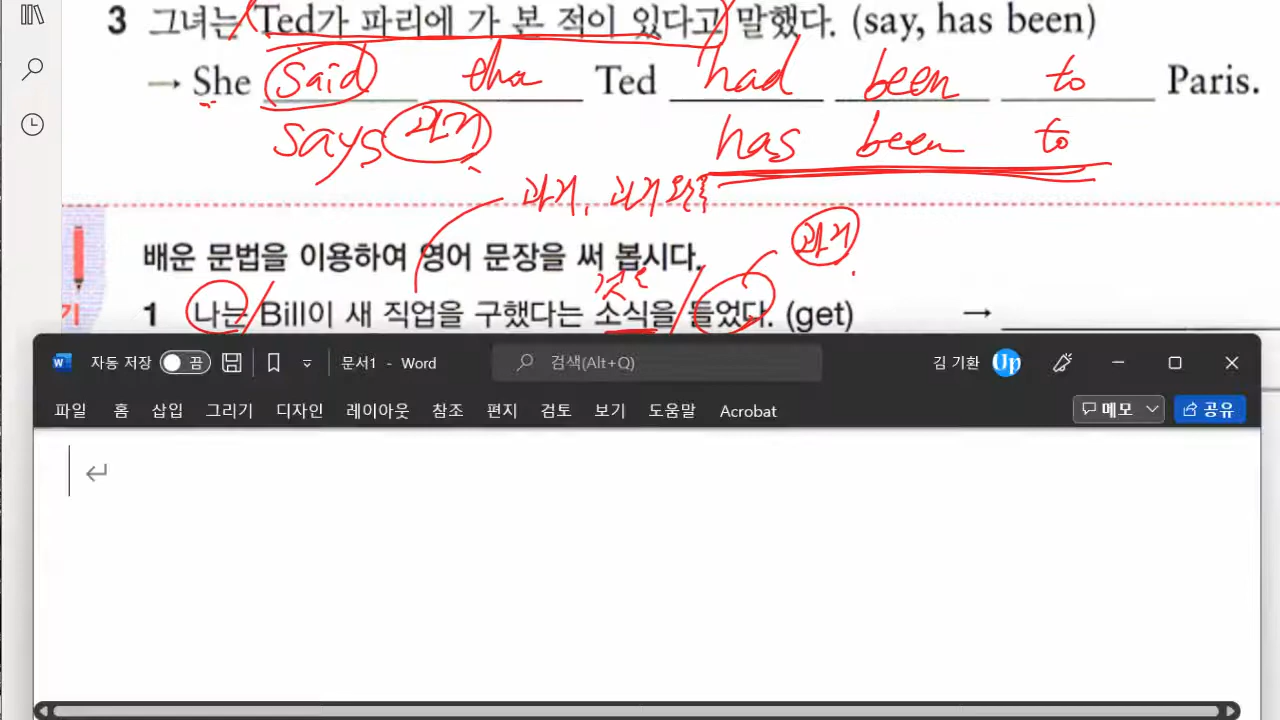 3 그녀는 Ted가 파리에 가 본 적이 있다고 말했다. (say, has been)
→ She said tha Ted had been to Paris.
says 과거 has been to
과거, 과거완료
과거
배운 문법을 이용하여 영어 문장을 써 봅시다.
1 나는 Bill이 새 직업을 구했다는 소식을 들었다. (get) →
기
자동 저장 끔 문서1 - Word 검색(Alt+Q) 김 기환 Up
파일 홈 삽입 그리기 디자인 레이아웃 참조 편지 검토 보기 도움말 Acrobat 메모 공유